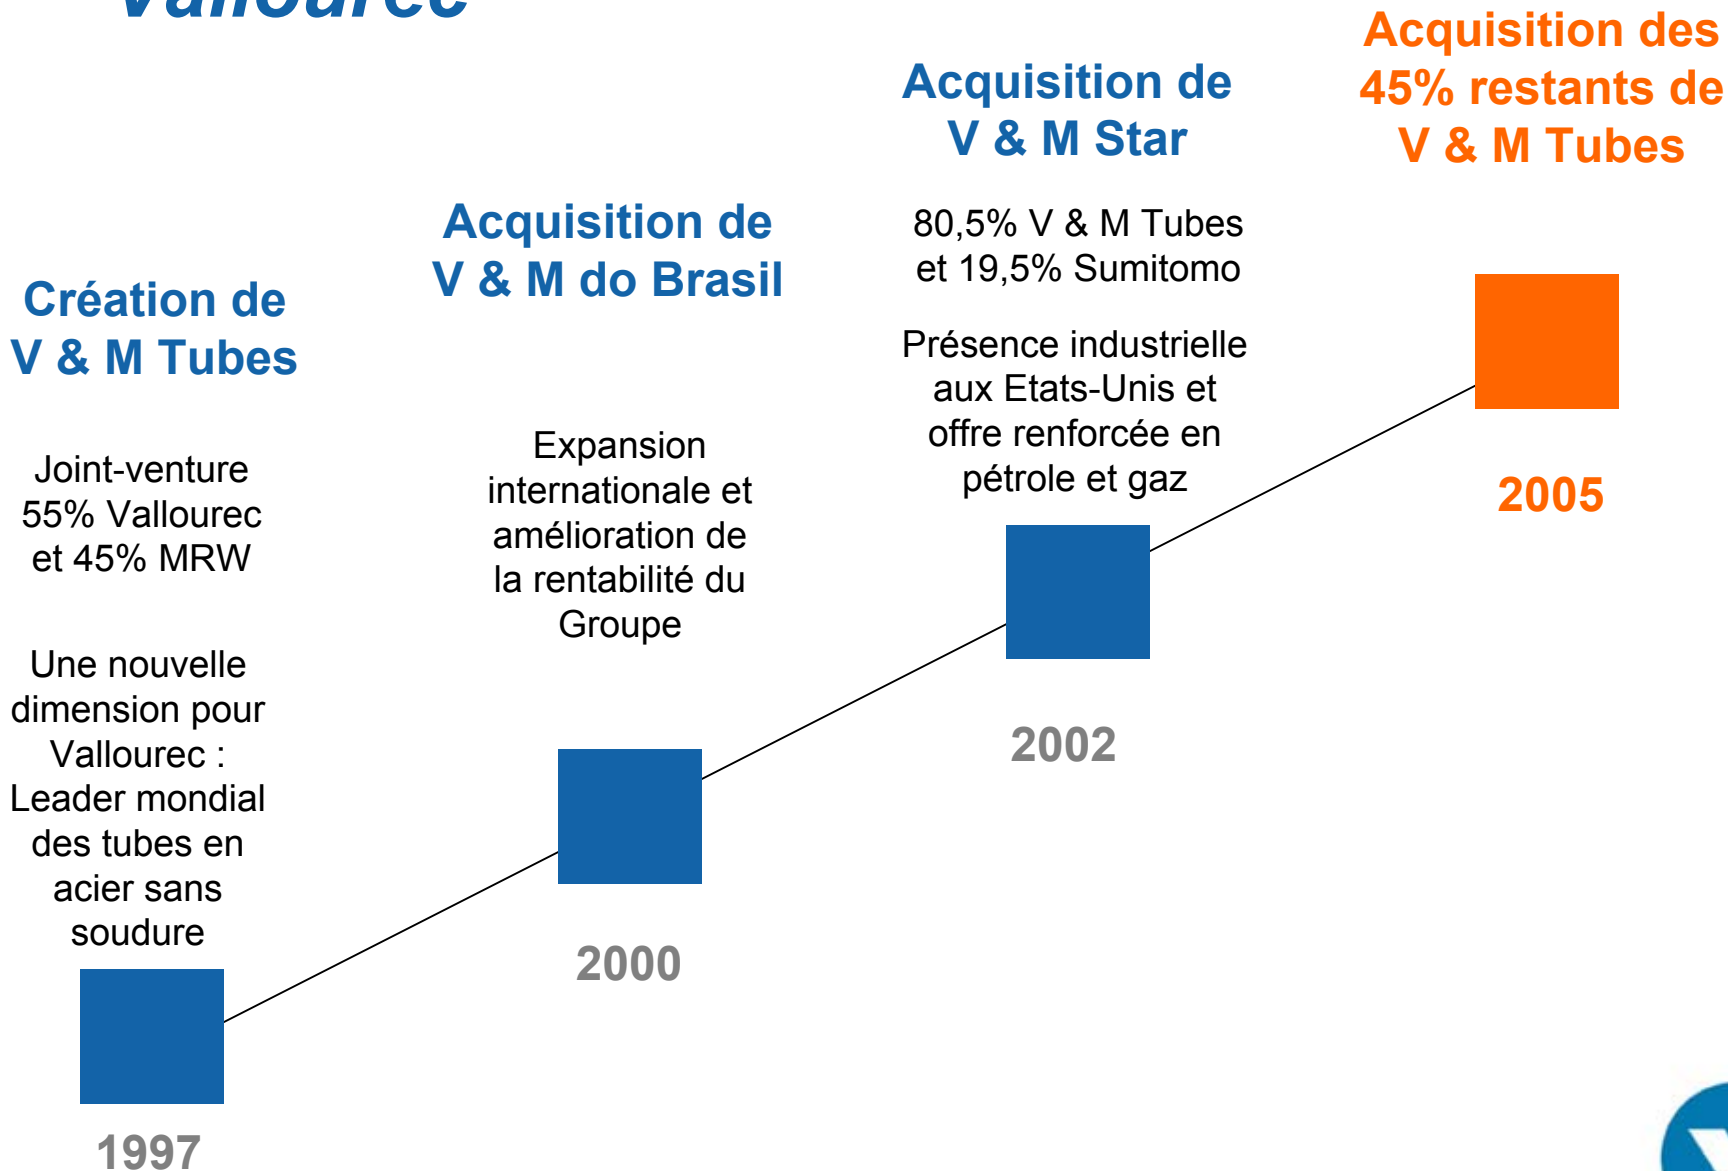 Vallourec
Création de
V & M Tubes
Joint-venture
55% Vallourec
et 45% MRW
Une nouvelle
dimension pour
Vallourec :
Leader mondial
des tubes en
acier sans
soudure
1997
Acquisition de
V & M do Brasil
Expansion
internationale et
amélioration de
la rentabilité du
Groupe
2000
Acquisition de
V & M Star
80,5% V & M Tubes
et 19,5% Sumitomo
Présence industrielle
aux Etats-Unis et
offre renforcée en
pétrole et gaz
2002
Acquisition des
45% restants de
V & M Tubes
2005